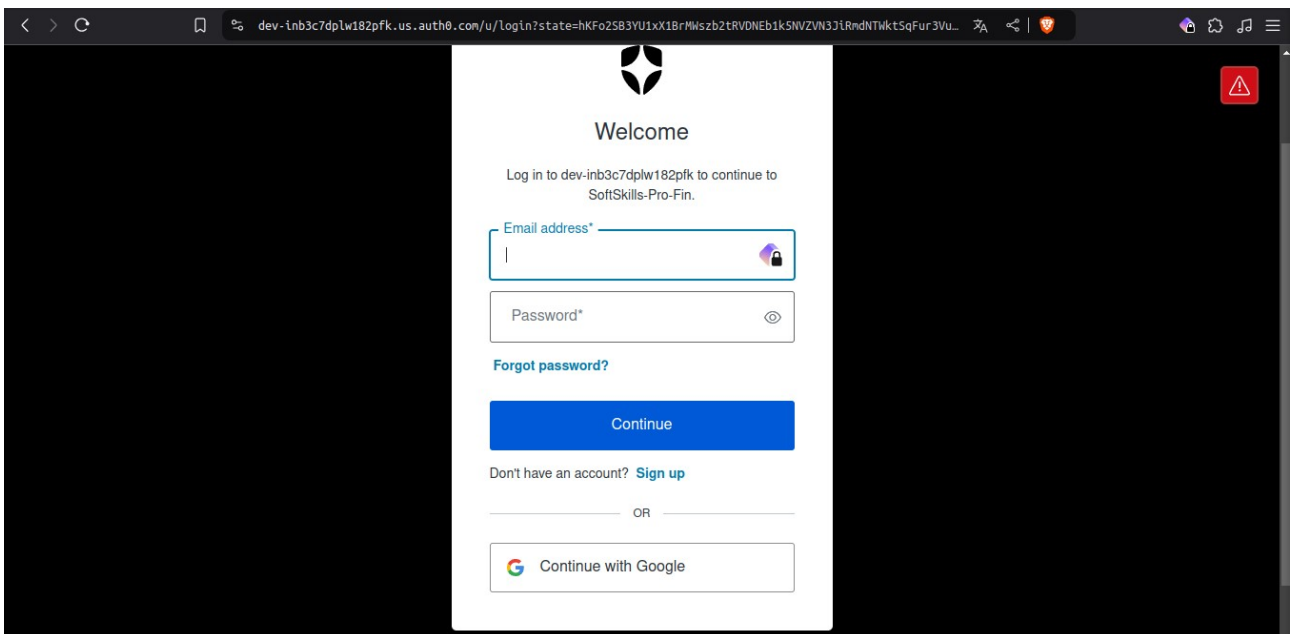 dev-inb3c7dplw182pfk.us.auth0.com/u/login?state=hKFo2SB3YU1xX1BrMWszb2tRVDNEb1k5NVZVN3JiRmdNTWktSqFur3Vu…
Welcome
Log in to dev-inb3c7dplw182pfk to continue to
SoftSkills-Pro-Fin.
Email address*
Password*
Forgot password?
Continue
Don't have an account? Sign up
OR
Continue with Google